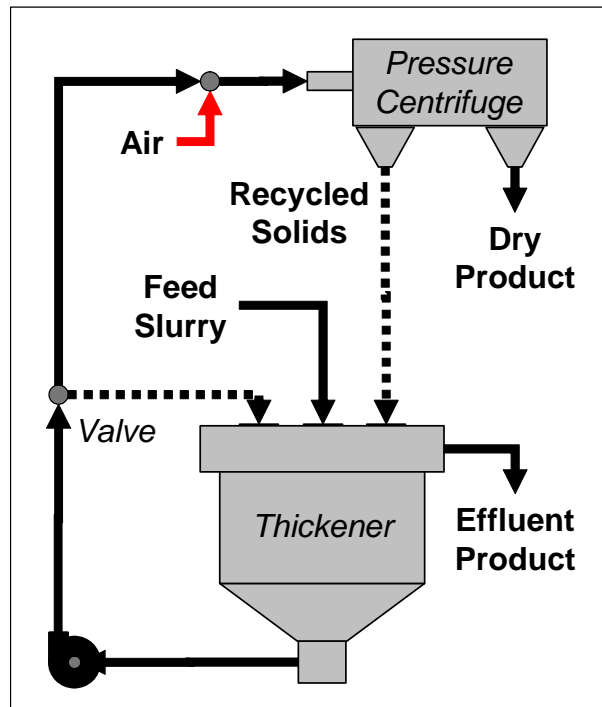 Pressure
Centrifuge
Air
Recycled
Solids
Dry
Product
Feed
Slurry
Valve
Thickener
Effluent
Product